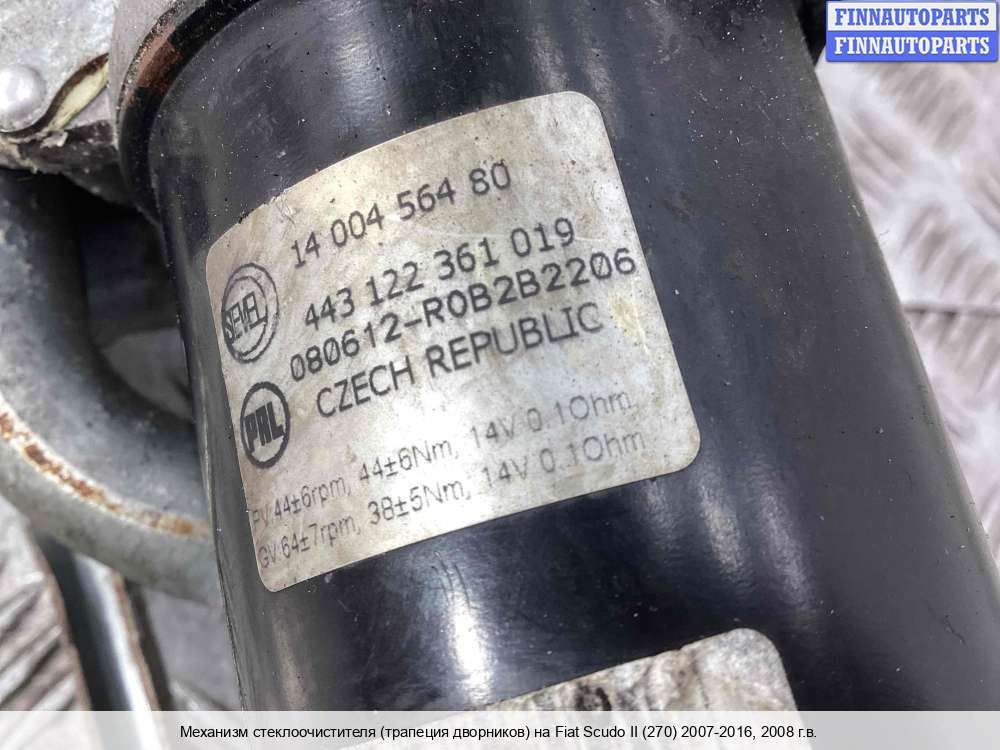 FINNAUTOPARTS
FINNAUTOPARTS
14 004 564 80
443 122 361 019
080612-R0B2B2206
CZECH REPUBLIC
SEVEL
PAL
PV:44±6rpm, 44±6Nm, 14V 0.1Ohm
GV:64±7rpm, 38±5Nm, 14V 0.1Ohm
Механизм стеклоочистителя (трапеция дворников) на Fiat Scudo II (270) 2007-2016, 2008 г.в.